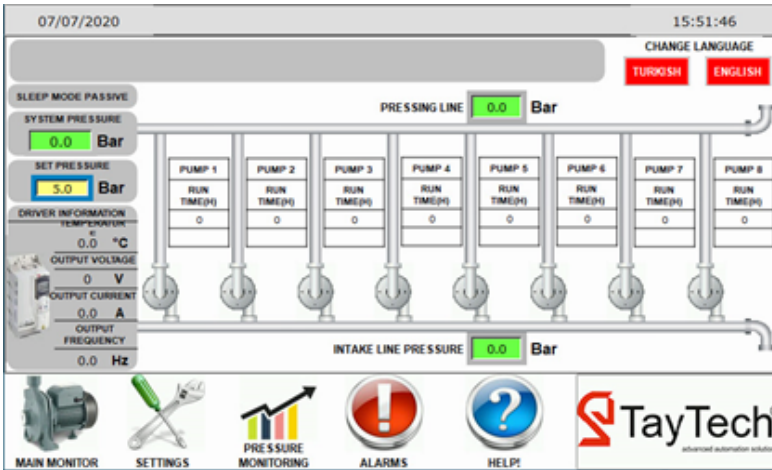 07/07/2020
15:51:46
CHANGE LANGUAGE
TURKISH
ENGLISH
SLEEP MODE PASSIVE
SYSTEM PRESSURE
0.0 Bar
SET PRESSURE
5.0 Bar
DRIVER INFORMATION
TEMPERATUR
E
0.0 °C
OUTPUT VOLTAGE
0 V
OUTPUT CURRENT
0.0 A
OUTPUT
FREQUENCY
0.0 Hz
PRESSING LINE 0.0 Bar
PUMP 1
RUN
TIME(H)
0
PUMP 2
RUN
TIME(H)
0
PUMP 3
RUN
TIME(H)
0
PUMP 4
RUN
TIME(H)
0
PUMP 5
RUN
TIME(H)
0
PUMP 6
RUN
TIME(H)
0
PUMP 7
RUN
TIME(H)
0
PUMP 8
RUN
TIME(H)
0
INTAKE LINE PRESSURE 0.0 Bar
MAIN MONITOR
SETTINGS
PRESSURE
MONITORING
ALARMS
HELP!
TayTech
advanced automation solutio